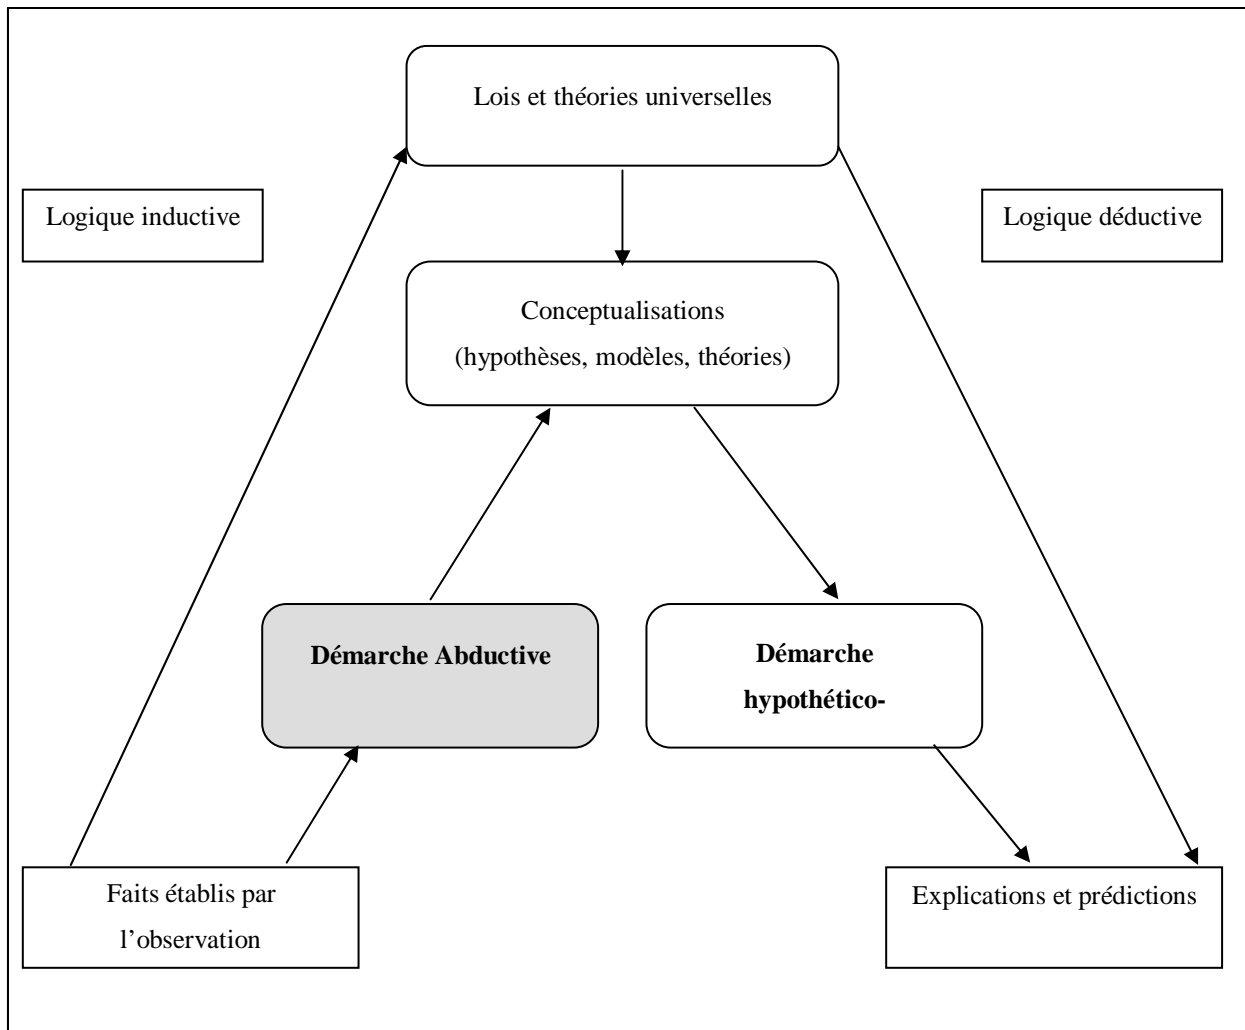 Lois et théories universelles
Logique inductive
Logique déductive
Conceptualisations
(hypothèses, modèles, théories)
Démarche Abductive
Démarche
hypothético-
Faits établis par
l’observation
Explications et prédictions